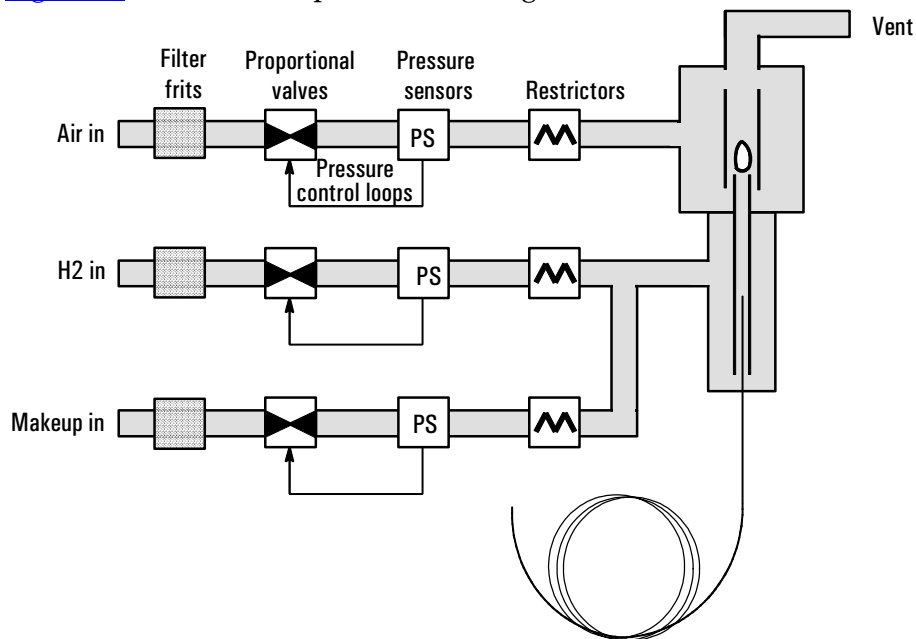 Vent
Filter
frits
Proportional
valves
Pressure
sensors
Restrictors
Air in
PS
Pressure
control loops
H2 in
PS
Makeup in
PS